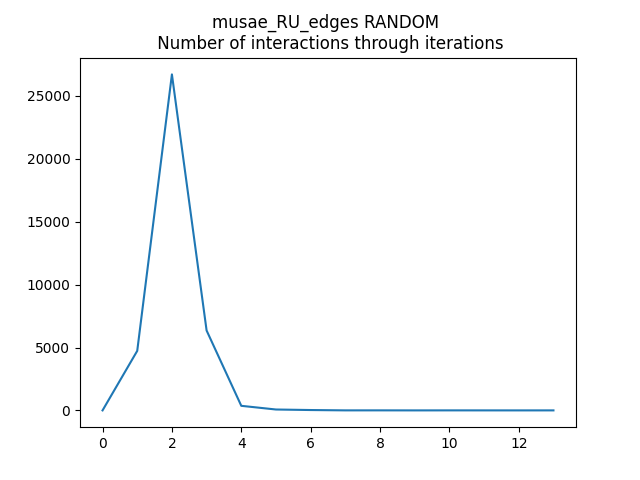 musae_RU_edges RANDOM
Number of interactions through iterations
25000
20000
15000
10000
5000
0
0 2 4 6 8 10 12